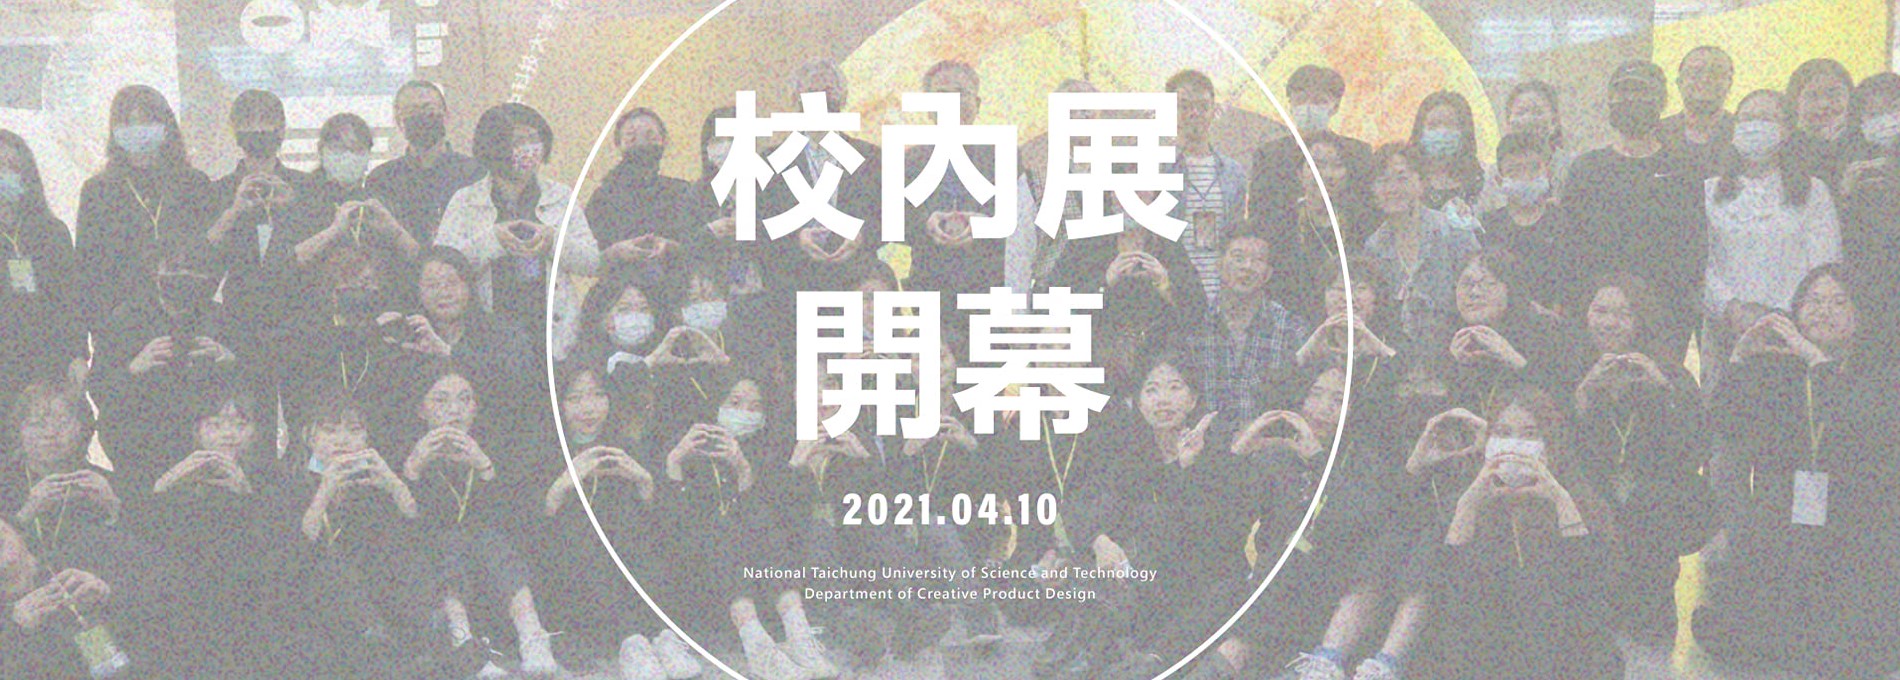 校內展
開幕
2021.04.10
National Taichung University of Science and Technology
Department of Creative Product Design